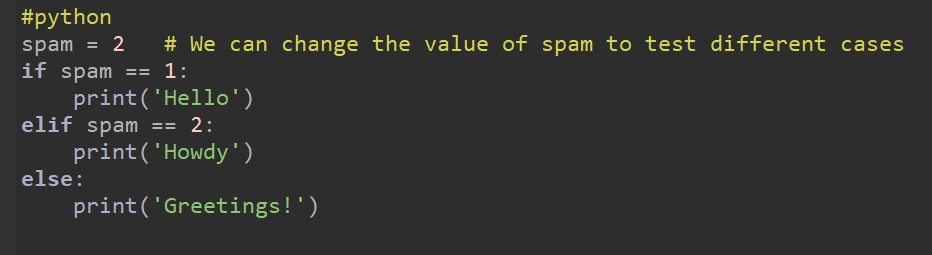 #python
spam = 2   # We can change the value of spam to test different cases
if spam == 1:
    print('Hello')
elif spam == 2:
    print('Howdy')
else:
    print('Greetings!')